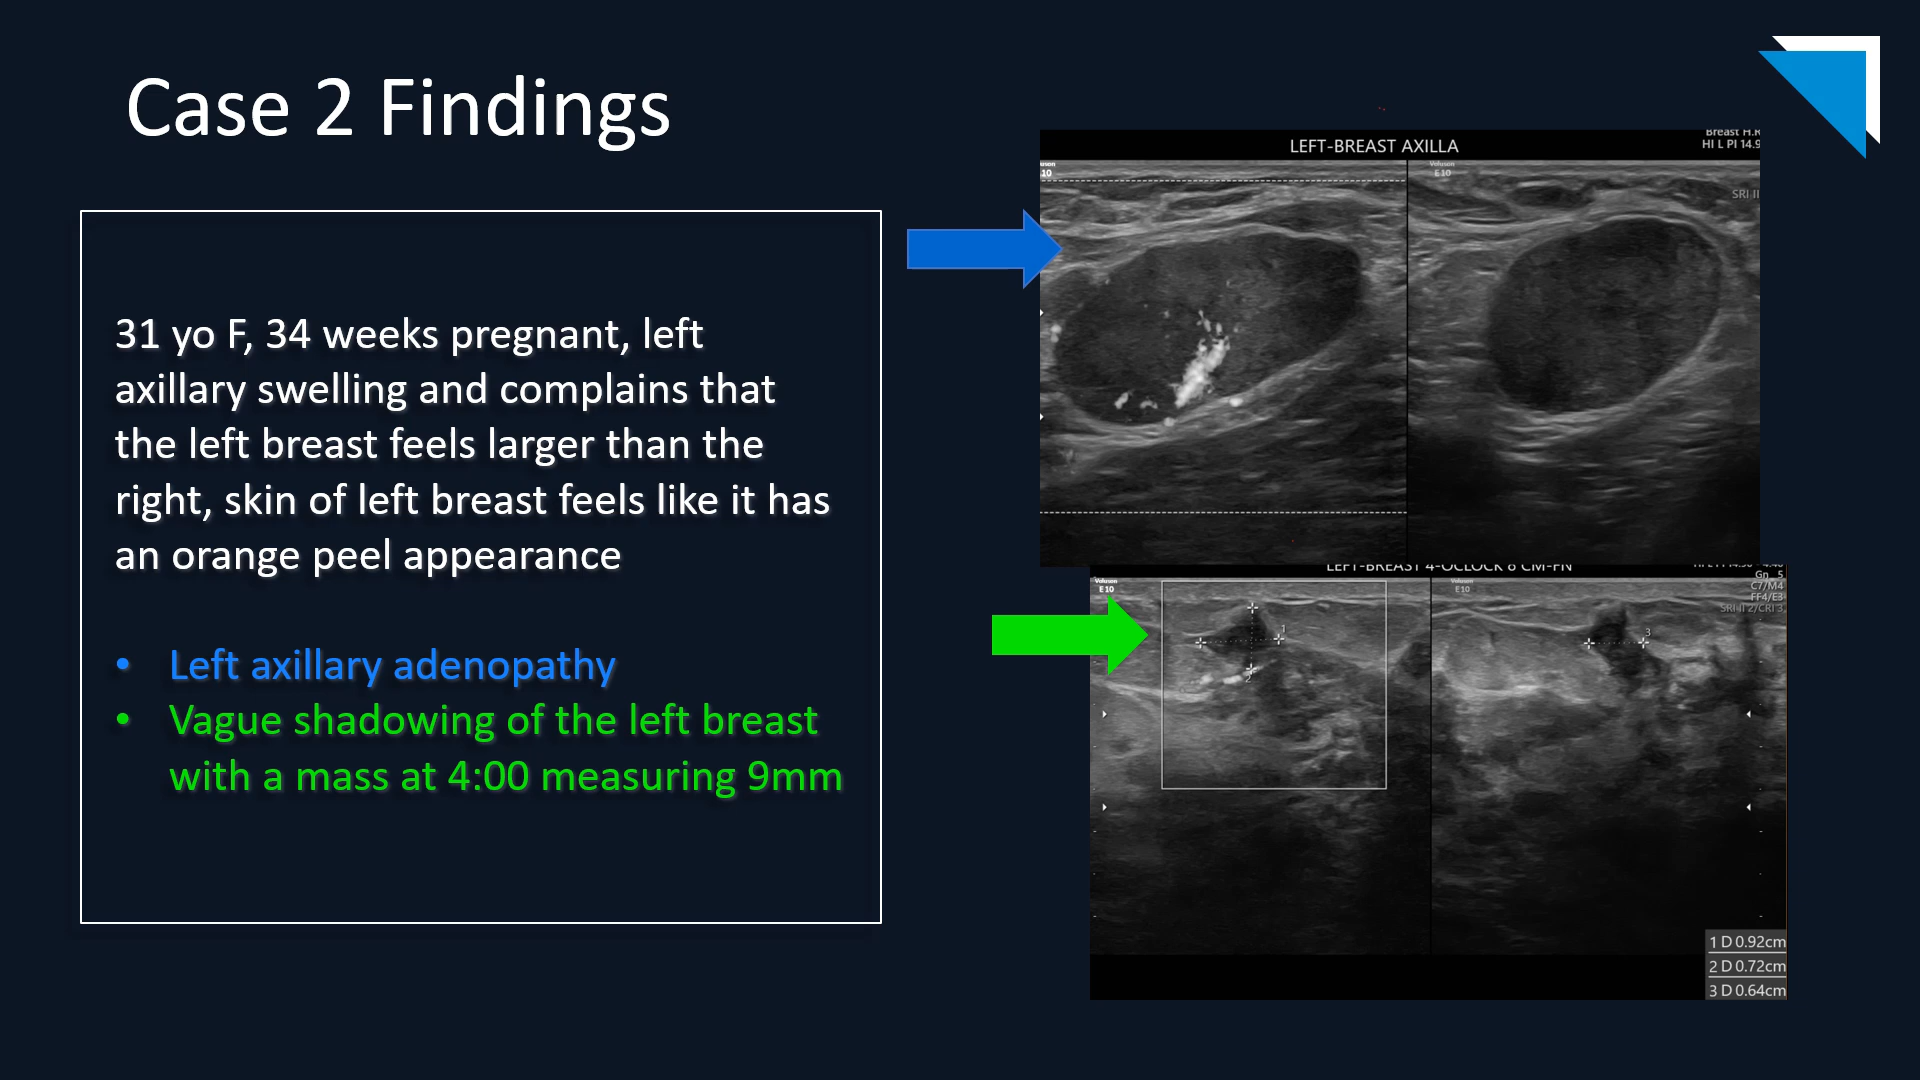 Case 2 Findings
31 yo F, 34 weeks pregnant, left
axillary swelling and complains that
the left breast feels larger than the
right, skin of left breast feels like it has
an orange peel appearance
• Left axillary adenopathy
• Vague shadowing of the left breast
with a mass at 4:00 measuring 9mm
LEFT-BREAST AXILLA
Breast H.R
HI L PI 14.9
10
Voluson
E10
SRI II
LEFT-BREAST 4-OCLOCK 8 CM-FN
Gn 5
C7/M4
FF4/E3
SRI II 2/CRI 3
Voluson
E10
Voluson
E10
1
2
3
1 D 0.92cm
2 D 0.72cm
3 D 0.64cm